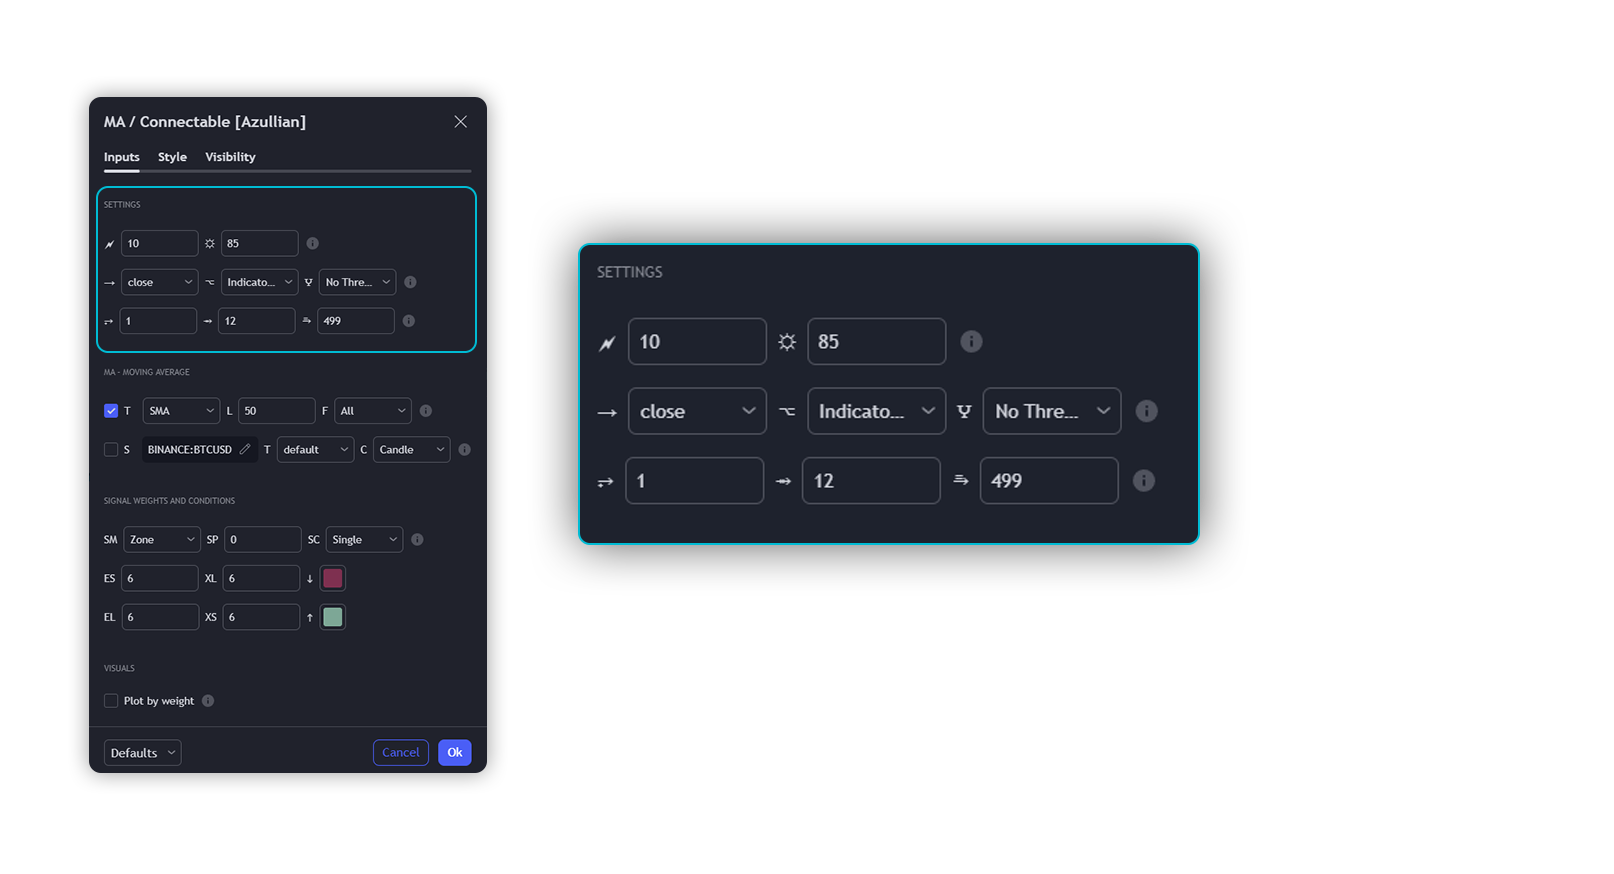 MA / Connectable [Azullian]
Inputs Style Visibility
SETTINGS
10 85
close Indicato... No Thre...
1 12 499
MA - MOVING AVERAGE
T SMA L 50 F All
S BINANCE:BTCUSD T default C Candle
SIGNAL WEIGHTS AND CONDITIONS
SM Zone SP 0 SC Single
ES 6 XL 6 ↓
EL 6 XS 6 ↑
VISUALS
Plot by weight
Defaults Cancel Ok
SETTINGS
10 85
close Indicato... No Thre...
1 12 499